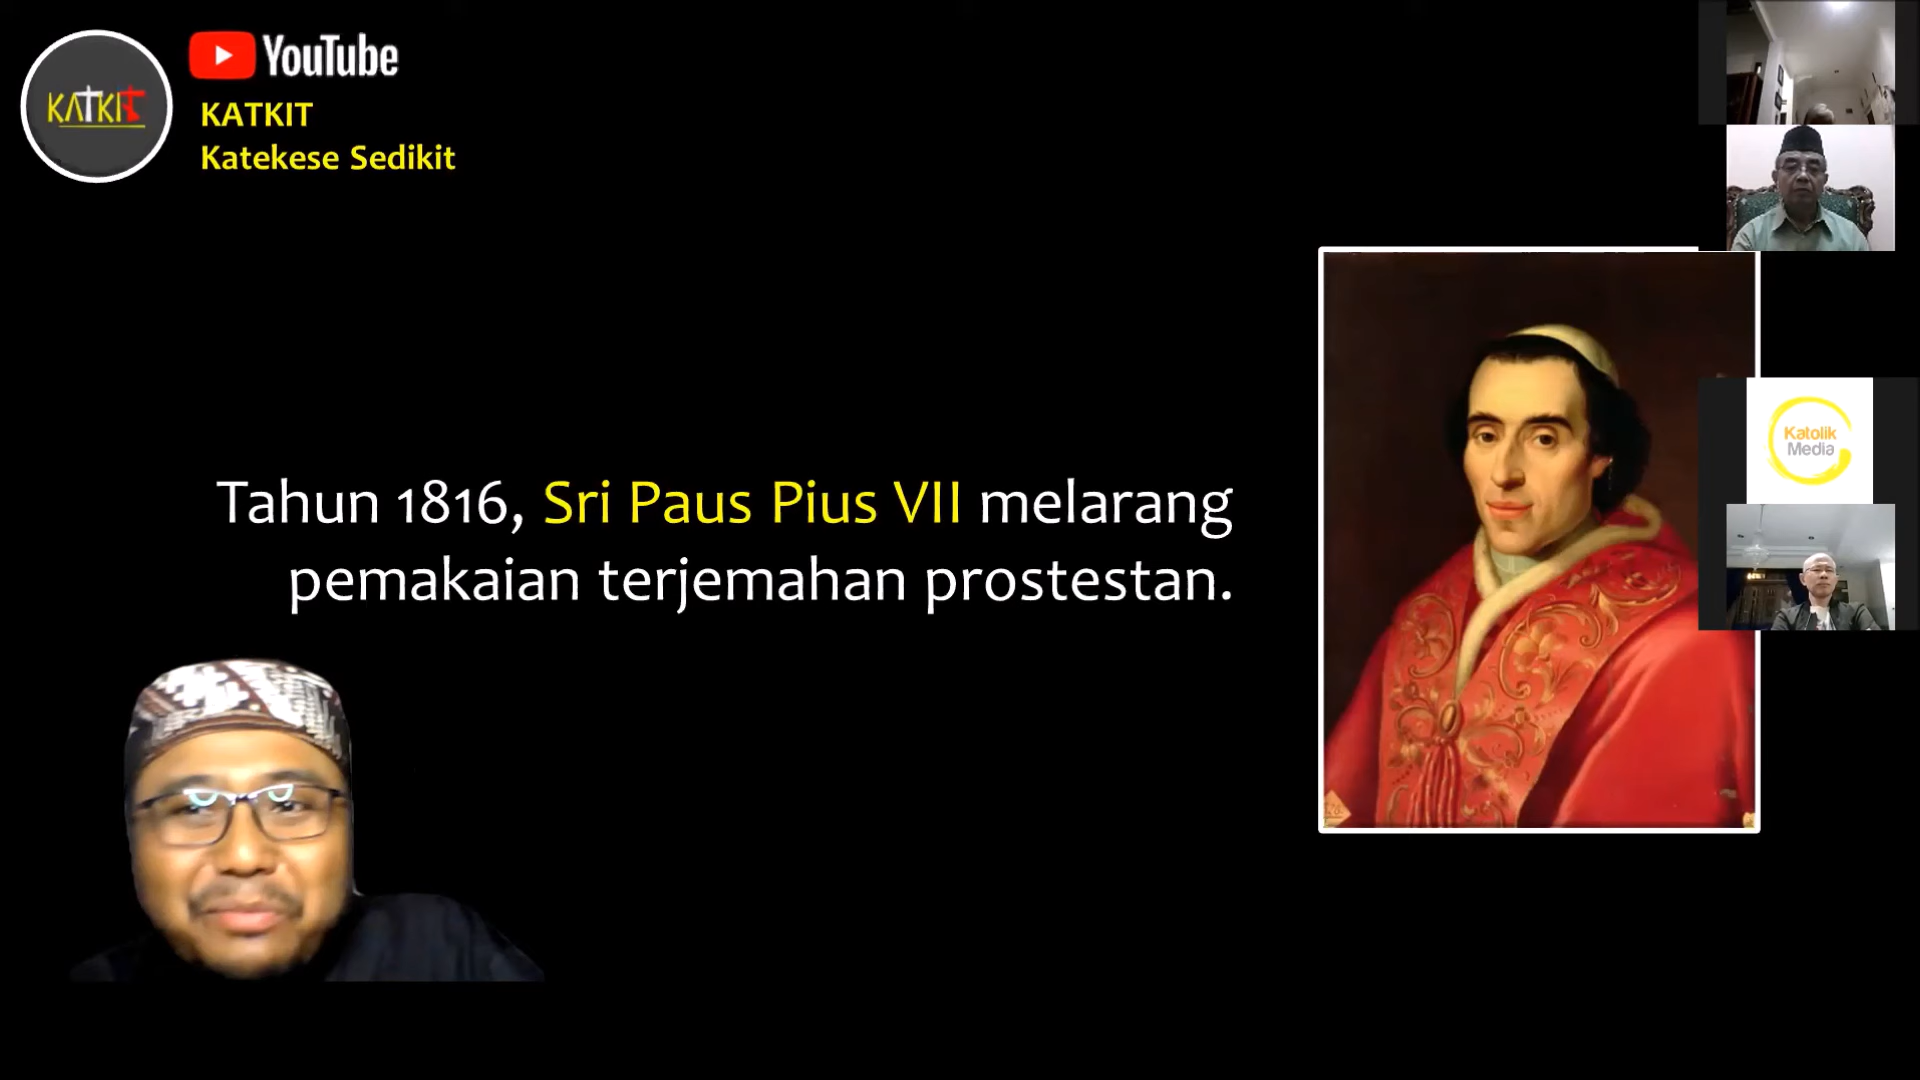 KATKIT
YouTube
KATKIT
Katekese Sedikit
Tahun 1816, Sri Paus Pius VII melarang
pemakaian terjemahan prostestan.
Katolik
Media